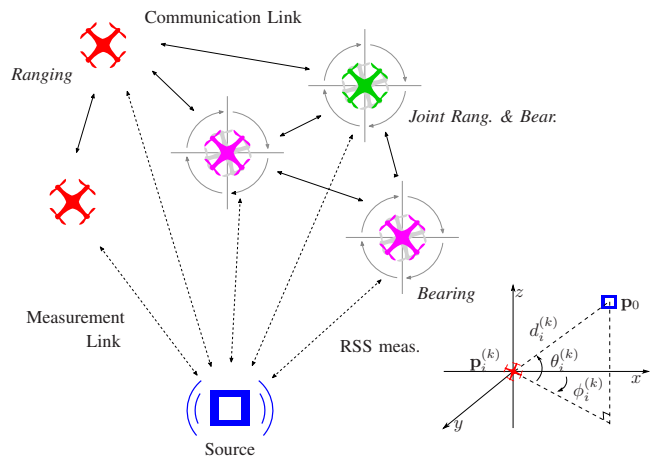 Communication Link
Ranging
Joint Rang. & Bear.
Bearing
Measurement
Link
RSS meas.
Source
z
p₀
d_i^{(k)}
p_i^{(k)}
θ_i^{(k)}
x
ϕ_i^{(k)}
y